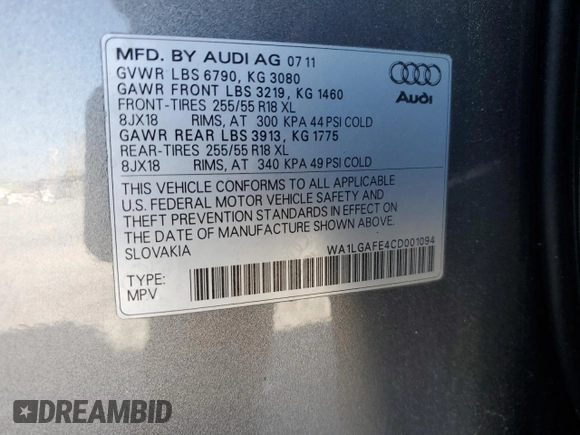 MFD. BY AUDI AG 07 11
GVWR LBS 6790, KG 3080
GAWR FRONT LBS 3219, KG 1460
FRONT-TIRES 255/55 R18 XL
8JX18 RIMS, AT 300 KPA 44 PSI COLD
GAWR REAR LBS 3913, KG 1775
REAR-TIRES 255/55 R18 XL
8JX18 RIMS, AT 340 KPA 49 PSI COLD
Audi
THIS VEHICLE CONFORMS TO ALL APPLICABLE
U.S. FEDERAL MOTOR VEHICLE SAFETY AND
THEFT PREVENTION STANDARDS IN EFFECT ON
THE DATE OF MANUFACTURE SHOWN ABOVE.
SLOVAKIA
WA1LGAFE4CD001094
TYPE:
MPV
DREAMBID